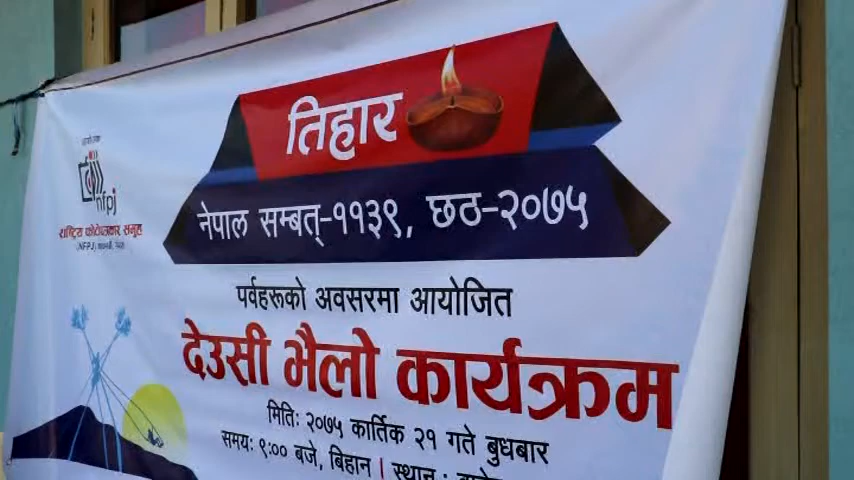 तिहार
नेपाल सम्बत्-११३९, छठ-२०७५
nfpj
राष्ट्रिय फोटोपत्रकार समूह
पर्वहरूको अवसरमा आयोजित
देउसी भैलो कार्यक्रम
मितिः २०७५ कार्तिक २१ गते बुधबार
समयः ९:०० बजे, बिहान | स्थान :